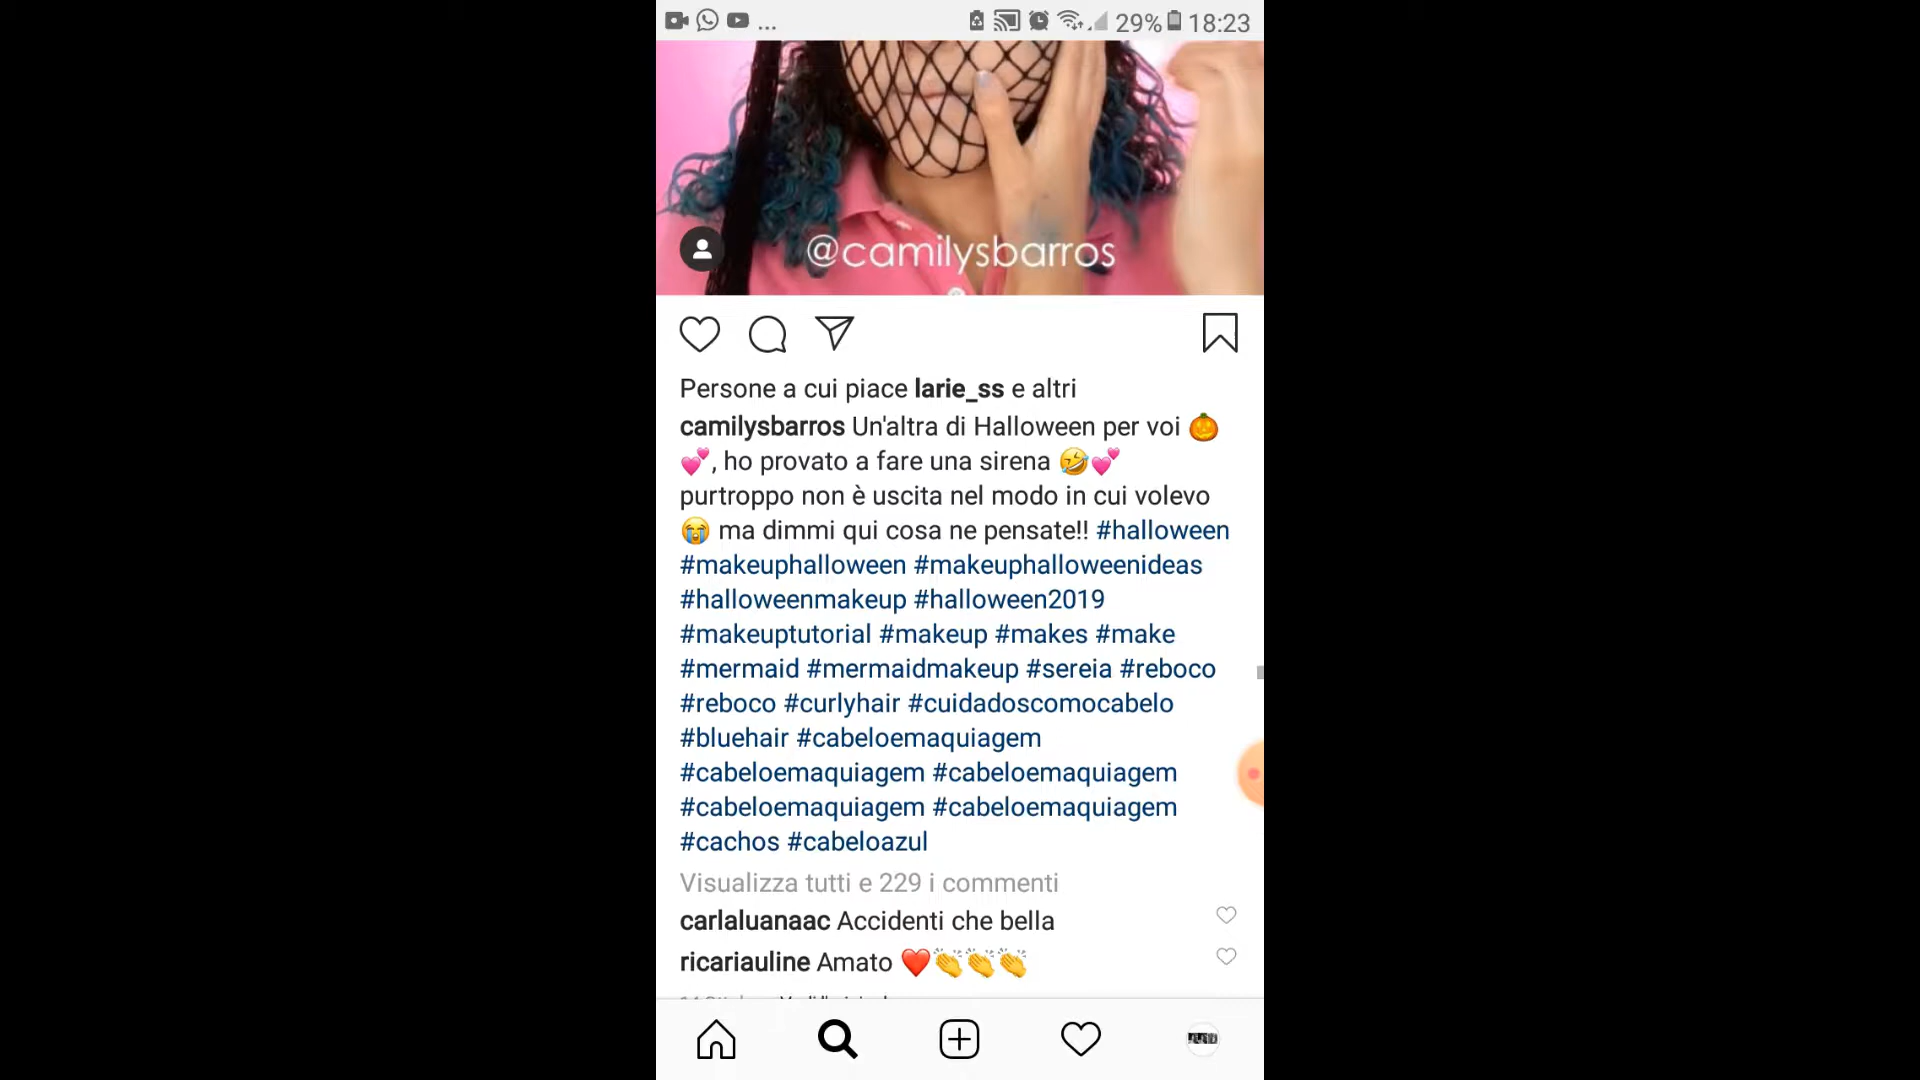 ... 29% 18:23
@camilysbarros
Persone a cui piace larie_ss e altri
camilysbarros Un'altra di Halloween per voi 🎃
💕, ho provato a fare una sirena 🤣💕
purtroppo non è uscita nel modo in cui volevo
😭 ma dimmi qui cosa ne pensate!! #halloween
#makeuphalloween #makeuphalloweenideas
#halloweenmakeup #halloween2019
#makeuptutorial #makeup #makes #make
#mermaid #mermaidmakeup #sereia #reboco
#reboco #curlyhair #cuidadoscomocabelo
#bluehair #cabeloemaquiagem
#cabeloemaquiagem #cabeloemaquiagem
#cabeloemaquiagem #cabeloemaquiagem
#cachos #cabeloazul
Visualizza tutti e 229 i commenti
carlaluanaac Accidenti che bella
ricariauline Amato ❤️👏👏👏